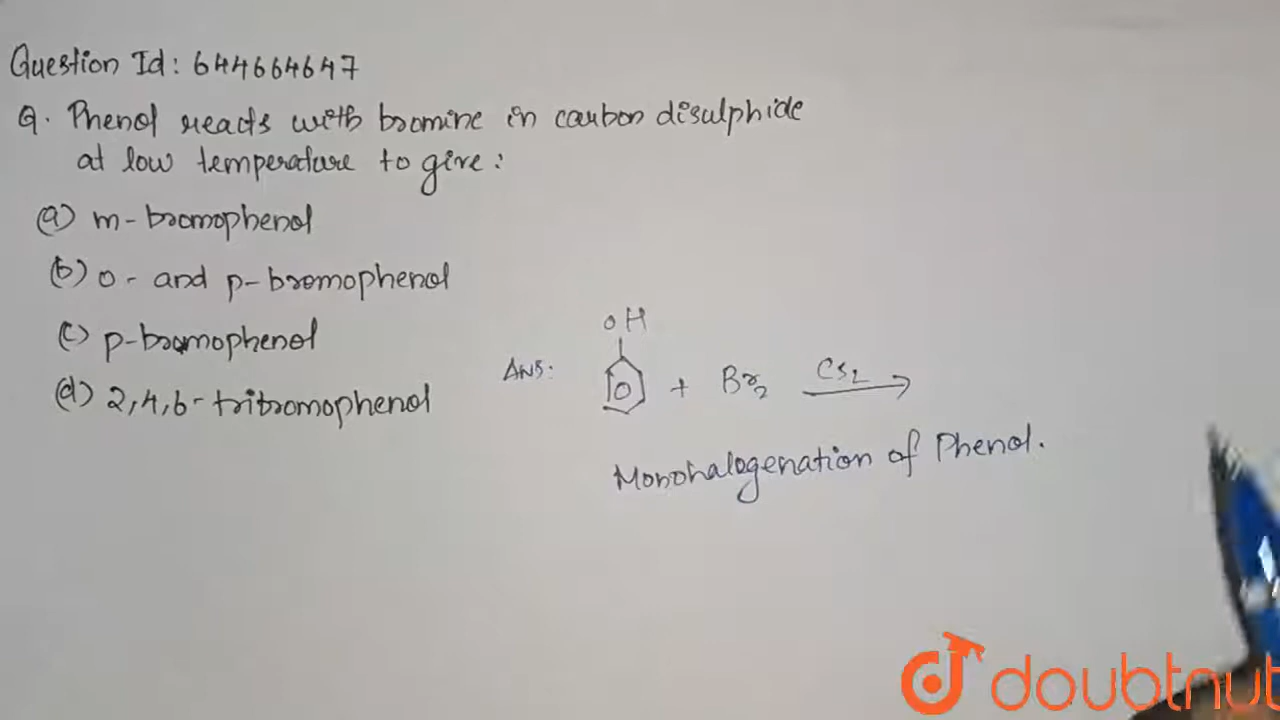 Question Id: 644664647
Q. Phenol reacts with bromine in carbon disulphide
at low temperature to give:
(a) m-bromophenol
(b) o- and p-bromophenol
(c) p-bromophenol
(d) 2,4,6-tribromophenol
OH
Ans: + Br2 CS2
Monohalogenation of Phenol.
doubtnut